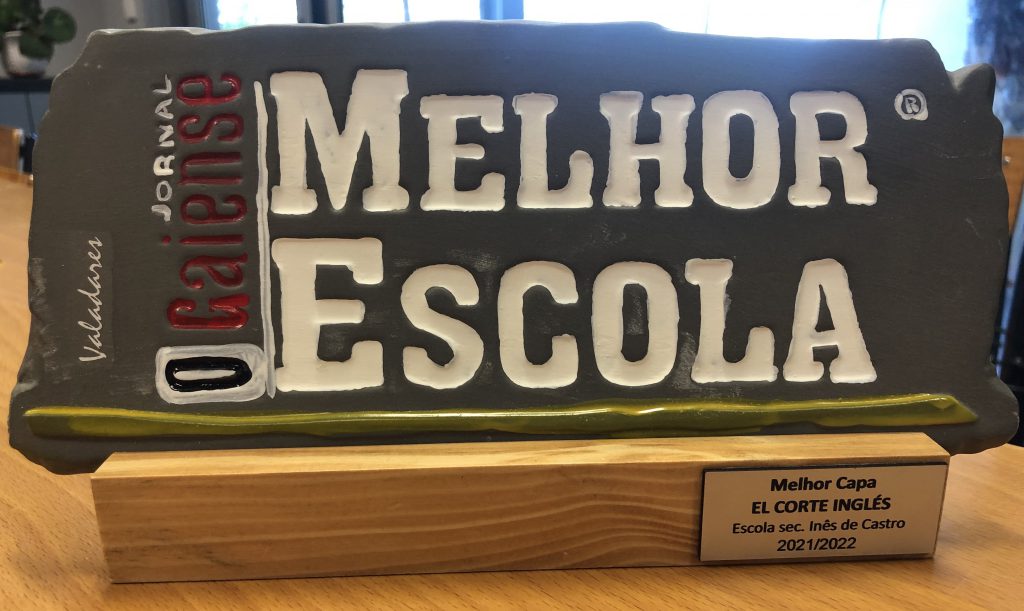 Valadares
JORNAL
O Gaiense
MELHOR
ESCOLA
®
Melhor Capa
EL CORTE INGLÉS
Escola sec. Inês de Castro
2021/2022